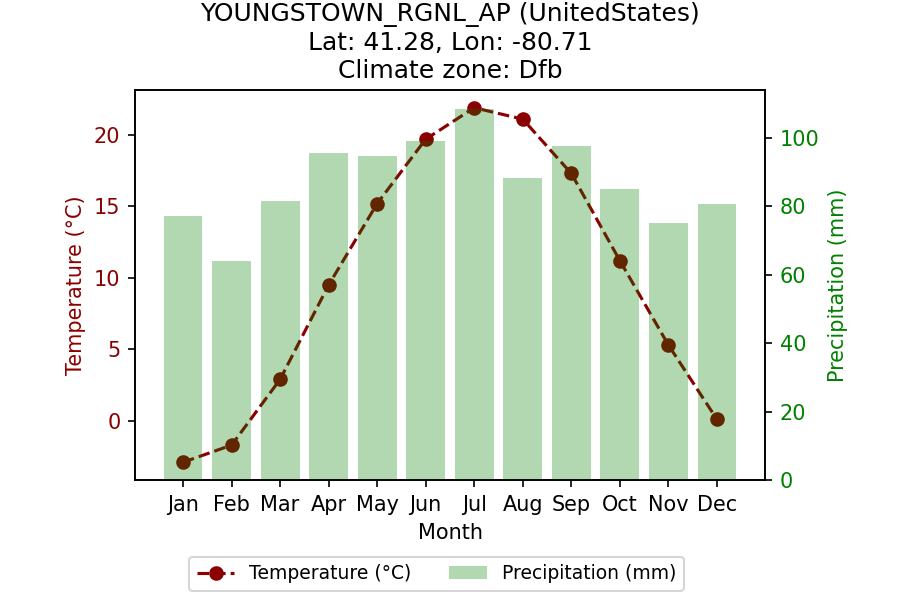 YOUNGSTOWN_RGNL_AP (UnitedStates)
Lat: 41.28, Lon: -80.71
Climate zone: Dfb
Temperature (°C)
20
15
10
5
0
Precipitation (mm)
100
80
60
40
20
0
Jan Feb Mar Apr May Jun Jul Aug Sep Oct Nov Dec
Month
Temperature (°C) Precipitation (mm)